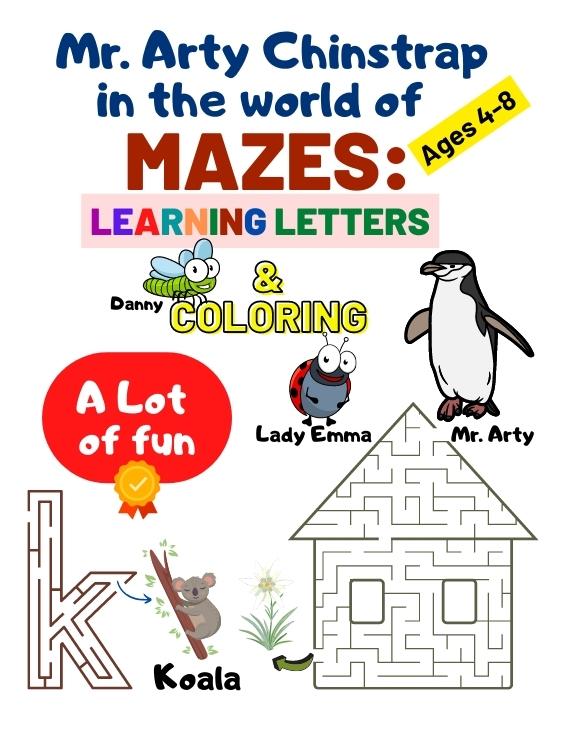 Mr. Arty Chinstrap
in the world of
Ages 4-8
MAZES:
LEARNING LETTERS
&
Danny
COLORING
A Lot
of fun
Lady Emma
Mr. Arty
k
Koala